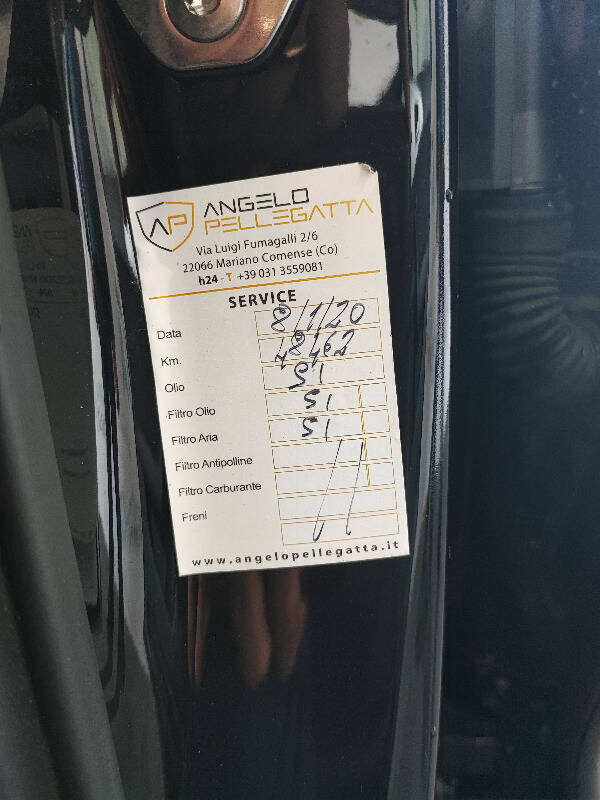 AP ANGELO
PELLEGATTA
Via Luigi Fumagalli 2/6
22066 Mariano Comense (Co)
h24 - T +39 031 3559081
SERVICE
Data 8/1/20
Km. 48462
Olio SI
Filtro Olio SI
Filtro Aria SI
Filtro Antipolline
Filtro Carburante
Freni
www.angelopellegatta.it